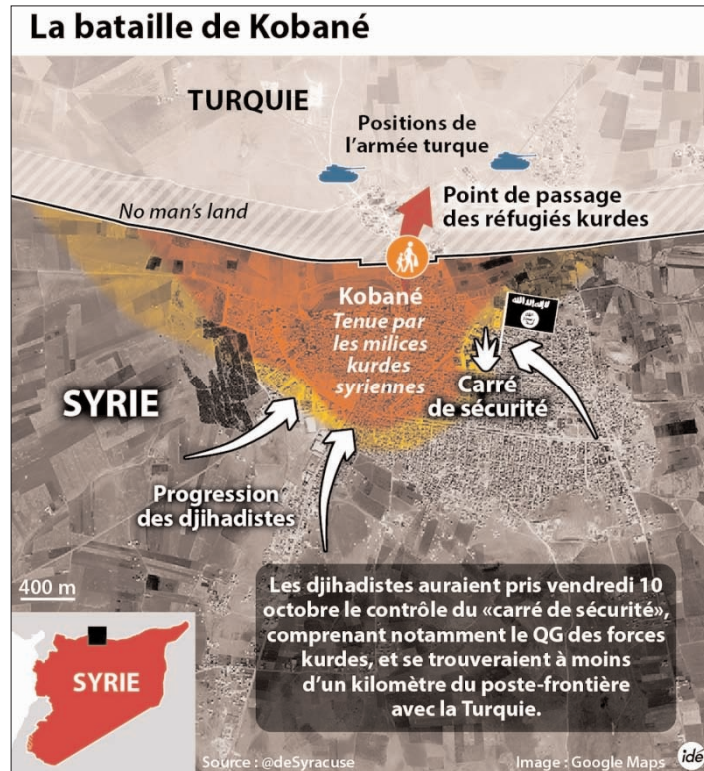 La bataille de Kobané
TURQUIE
Positions de
l'armée turque
Point de passage
des réfugiés kurdes
No man's land
Kobané
Tenue par
les milices
kurdes
syriennes
Carré
de sécurité
SYRIE
Progression
des djihadistes
400 m
Les djihadistes auraient pris vendredi 10
octobre le contrôle du «carré de sécurité»,
comprenant notamment le QG des forces
kurdes, et se trouveraient à moins
d'un kilomètre du poste-frontière
avec la Turquie.
SYRIE
Source : @deSyracuse
Image : Google Maps
idé